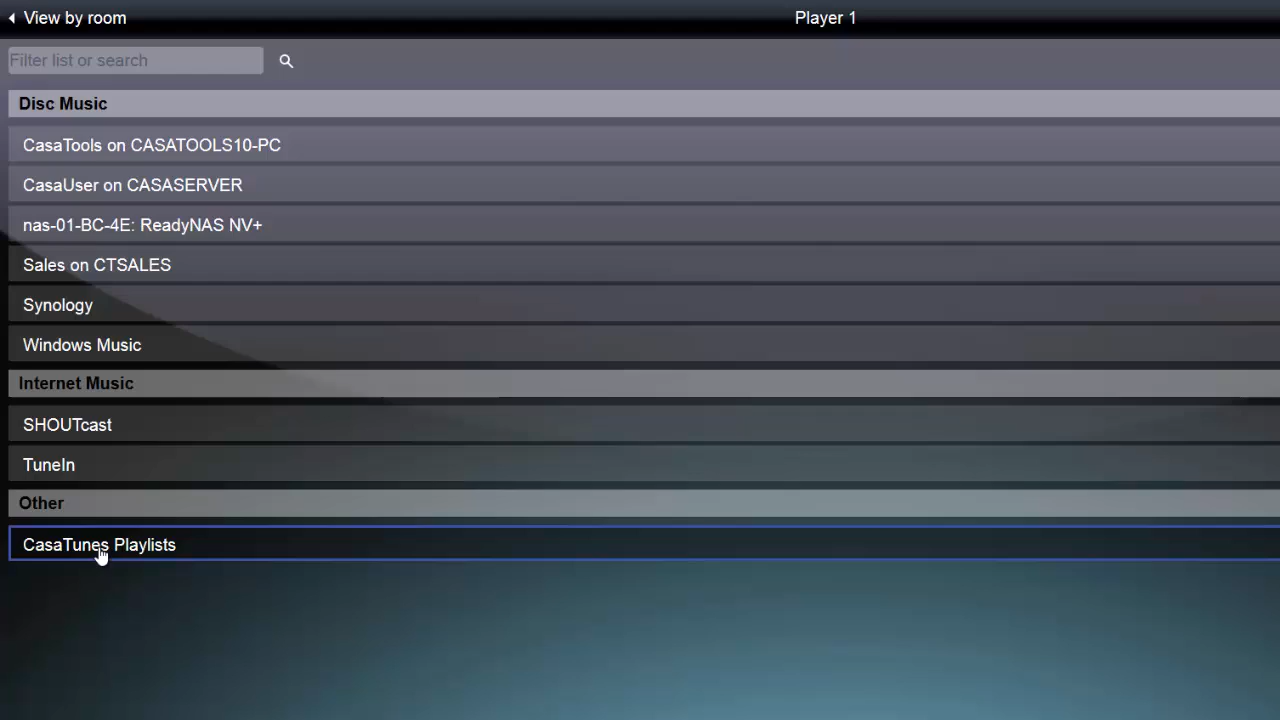 View by room
Player 1
Filter list or search
Disc Music
CasaTools on CASATOOLS10-PC
CasaUser on CASASERVER
nas-01-BC-4E: ReadyNAS NV+
Sales on CTSALES
Synology
Windows Music
Internet Music
SHOUTcast
TuneIn
Other
CasaTunes Playlists